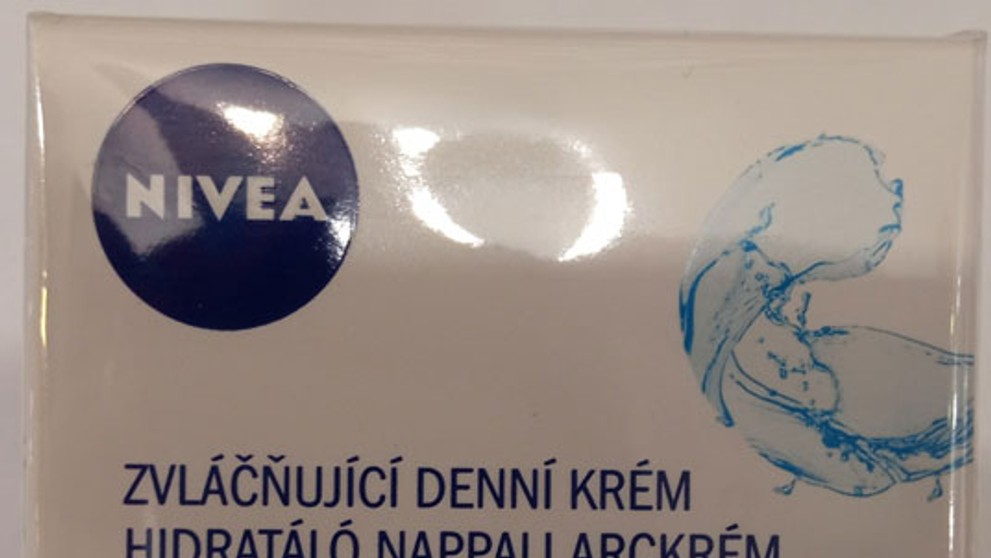 NIVEA
ZVLÁČŇUJÍCÍ DENNÍ KRÉM
HIDRATÁLÓ NAPPALI ARCKRÉM